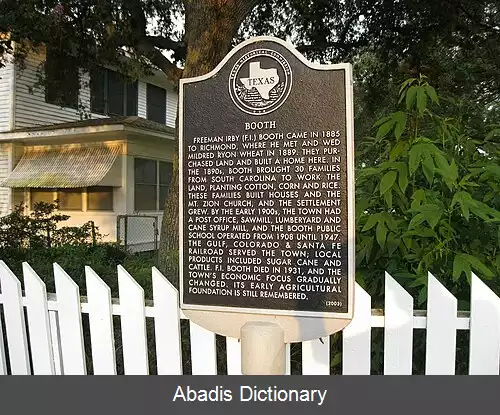 TEXAS
BOOTH
FREEMAN IRBY (F.I.) BOOTH CAME IN 1885
TO RICHMOND, WHERE HE MET AND WED
MILDRED RYON WHEAT IN 1889. THEY PUR-
CHASED LAND AND BUILT A HOME HERE. IN
THE 1890s, BOOTH BROUGHT 30 FAMILIES
FROM SOUTH CAROLINA TO WORK THE
LAND, PLANTING COTTON, CORN AND RICE.
THESE FAMILIES BUILT HOUSES AND THE
MT. ZION CHURCH, AND THE SETTLEMENT
GREW. BY THE EARLY 1900s, THE TOWN HAD
A POST OFFICE, SAWMILL, LUMBERYARD AND
CANE SYRUP MILL, AND THE BOOTH PUBLIC
SCHOOL OPERATED FROM 1908 UNTIL 1947.
THE GULF, COLORADO & SANTA FE
RAILROAD SERVED THE TOWN; LOCAL
PRODUCTS INCLUDED SUGAR CANE AND
CATTLE. F.I. BOOTH DIED IN 1931, AND THE
TOWN'S ECONOMY GRADUALLY
CHANGED. ITS EARLY AGRICULTURAL
FOUNDATION IS STILL REMEMBERED.
(2003)
Abadis Dictionary